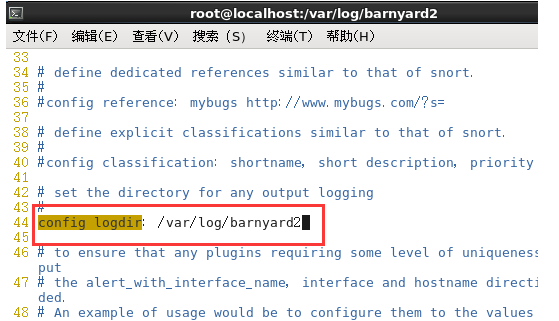 root@localhost:/var/log/barnyard2
文件(F) 编辑(E) 查看(V) 搜索 (S) 终端(T) 帮助(H)
33
34 # define dedicated references similar to that of snort.
35 #
36 #config reference: mybugs http://www.mybugs.com/?s=
37
38 # define explicit classifications similar to that of snort.
39 #
40 #config classification: shortname, short description, priority
41
42 # set the directory for any output logging
43 #
44 config logdir: /var/log/barnyard2
45
46 # to ensure that any plugins requiring some level of uniqueness
put
47 # the alert_with_interface_name, interface and hostname directi
ded.
48 # An example of usage would be to configure them to the values